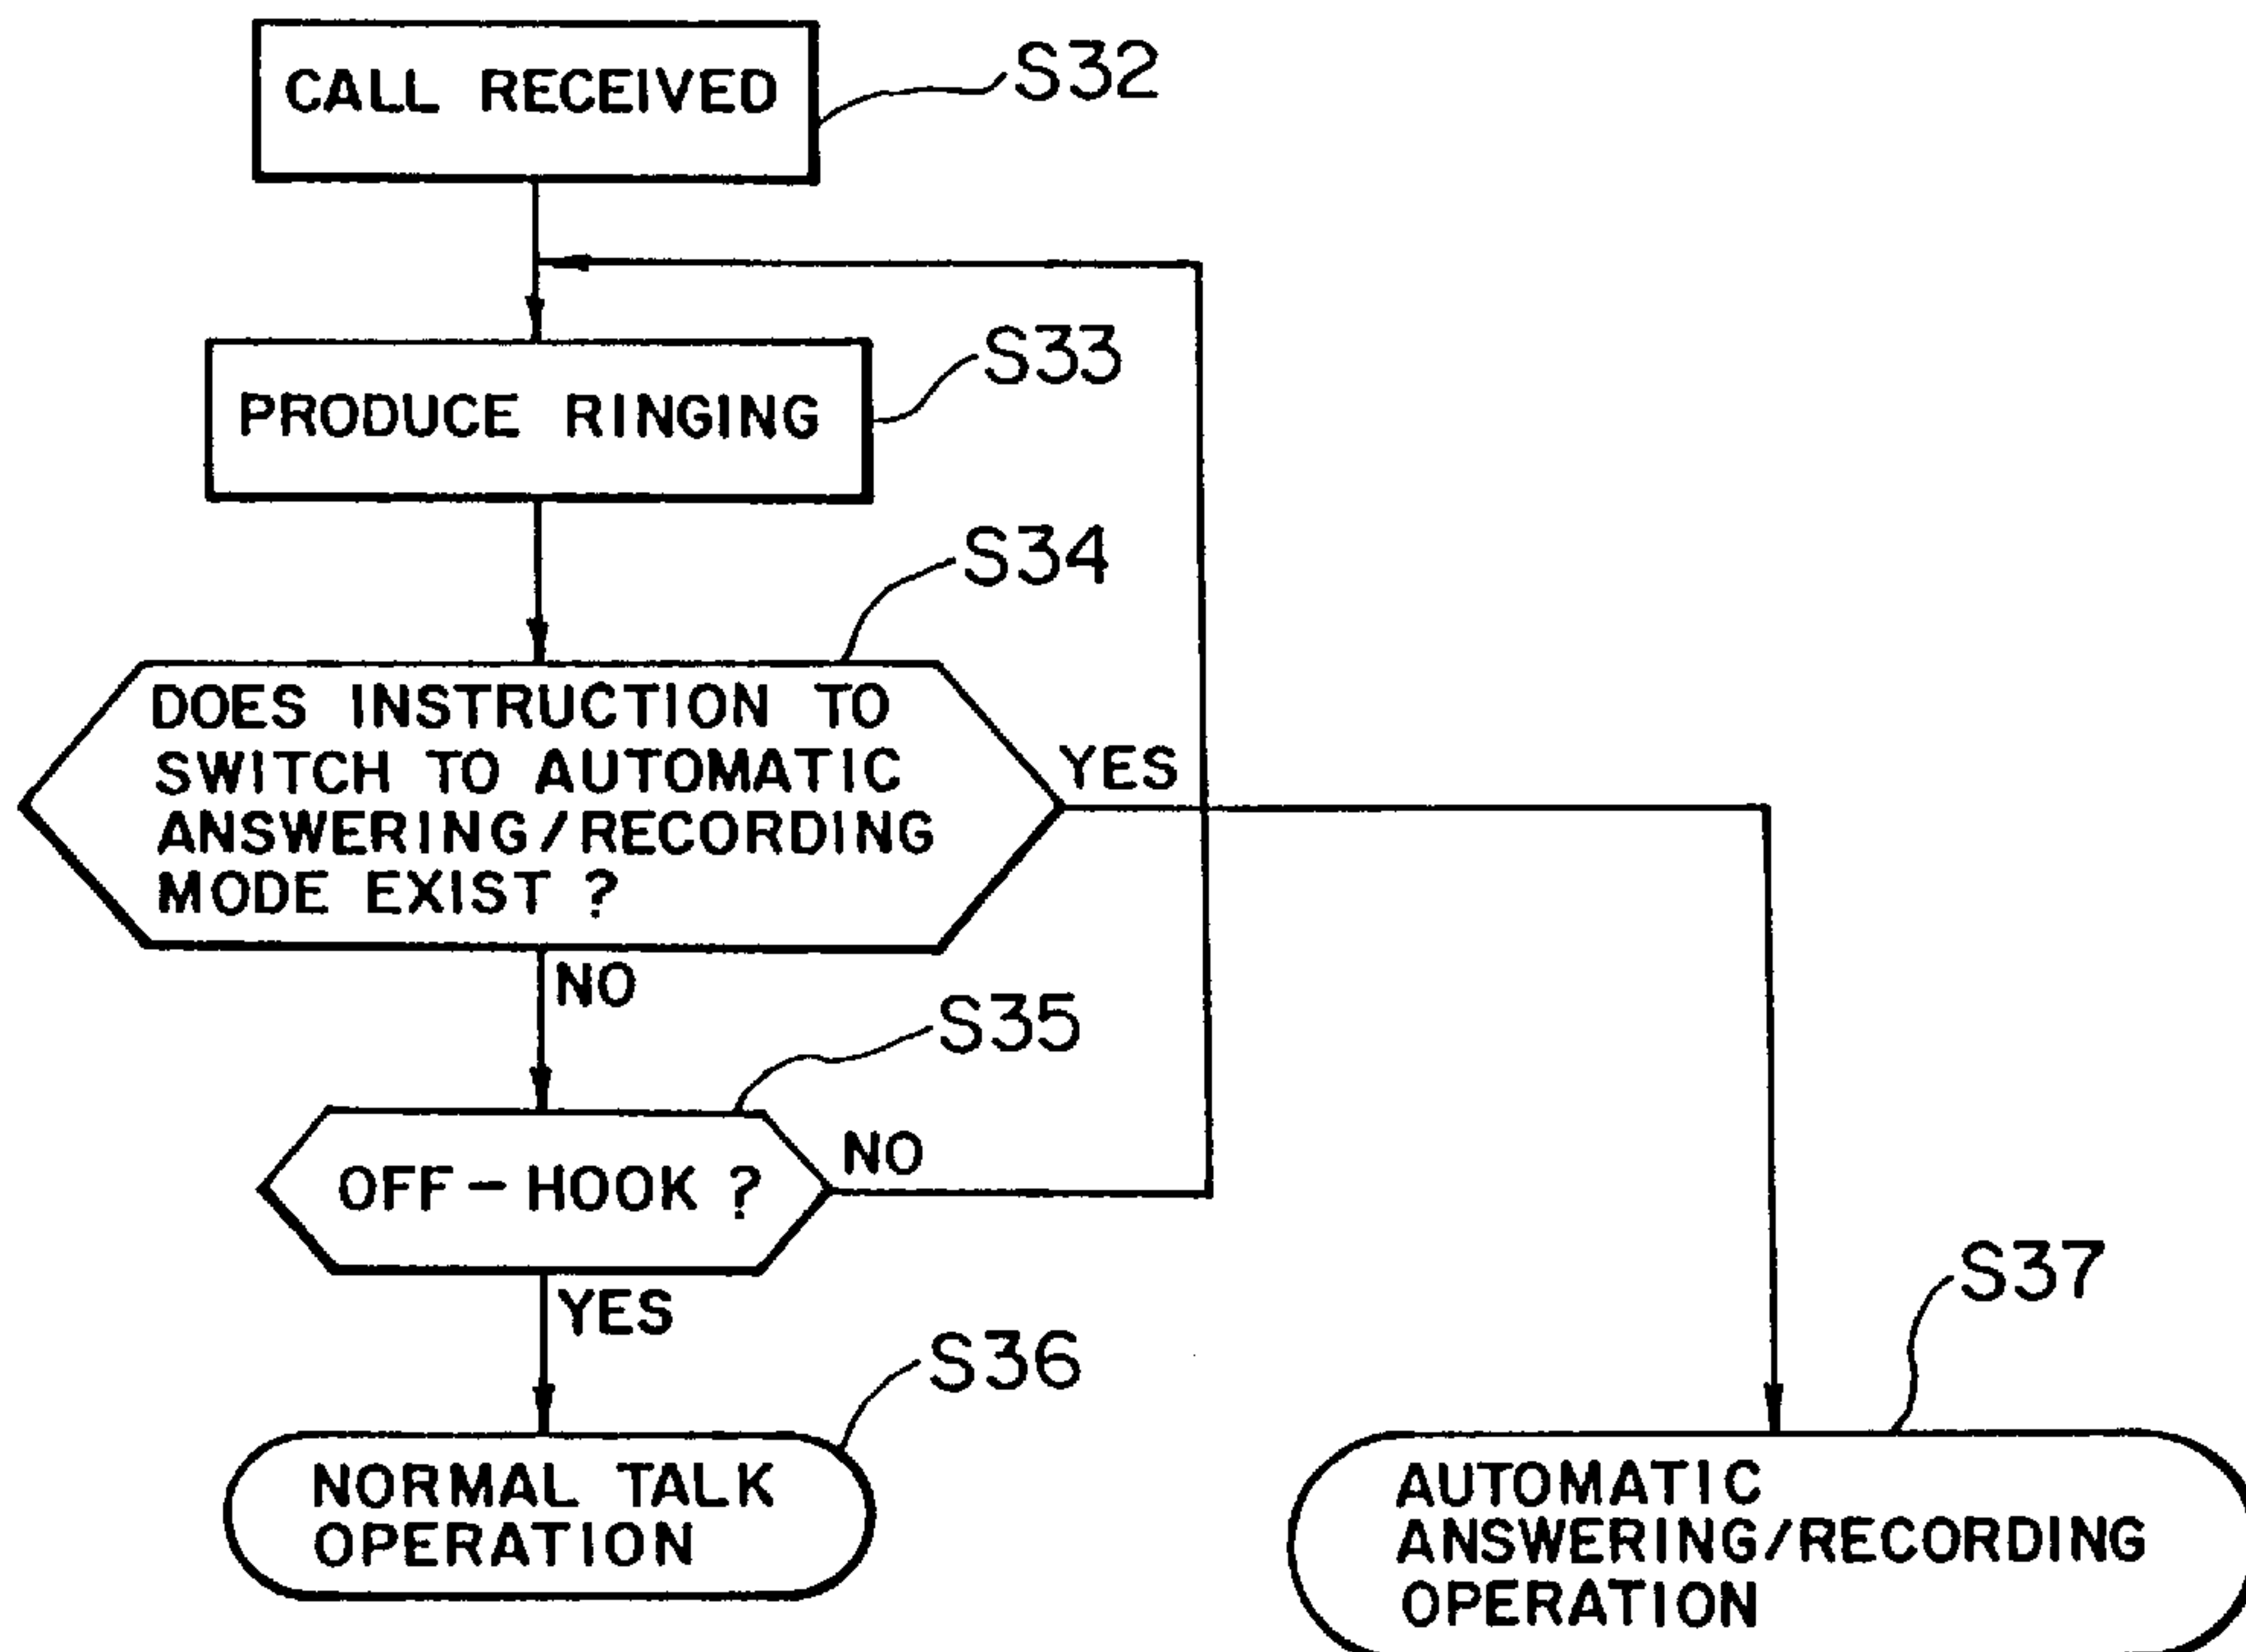 CALL RECEIVED
S32
PRODUCE RINGING
S33
S34
DOES INSTRUCTION TO
SWITCH TO AUTOMATIC
ANSWERING/RECORDING
MODE EXIST ?
YES
NO
S35
OFF-HOOK ?
NO
YES
S36
NORMAL TALK
OPERATION
S37
AUTOMATIC
ANSWERING/RECORDING
OPERATION